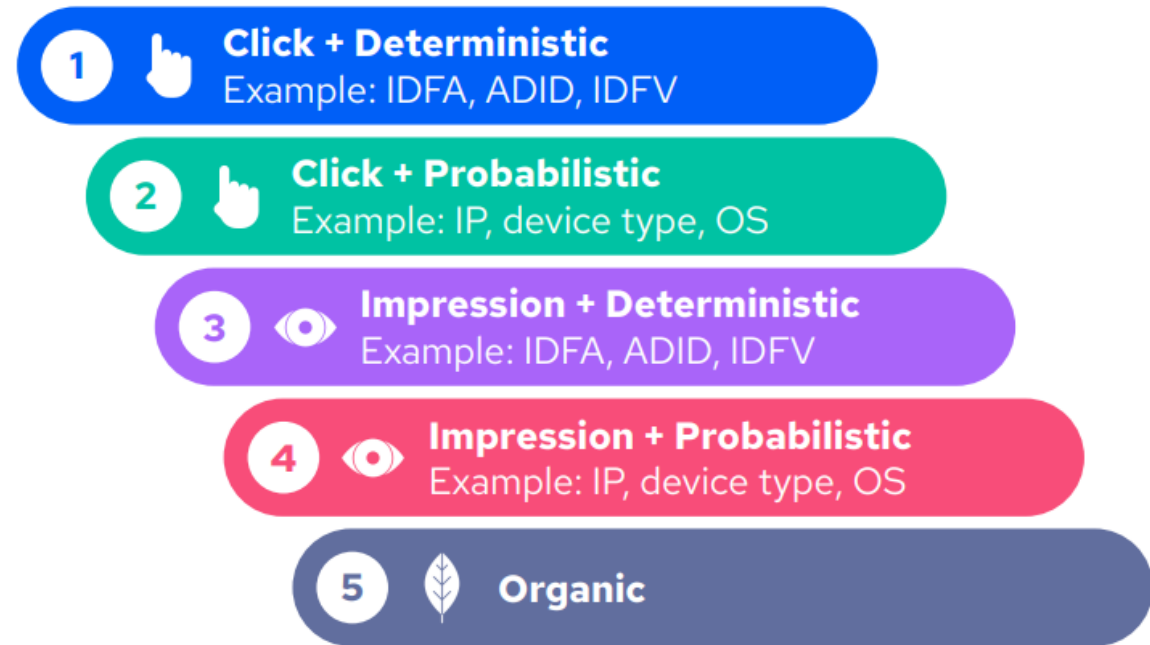 1
Click + Deterministic
Example: IDFA, ADID, IDFV
2
Click + Probabilistic
Example: IP, device type, OS
3
Impression + Deterministic
Example: IDFA, ADID, IDFV
4
Impression + Probabilistic
Example: IP, device type, OS
5
Organic